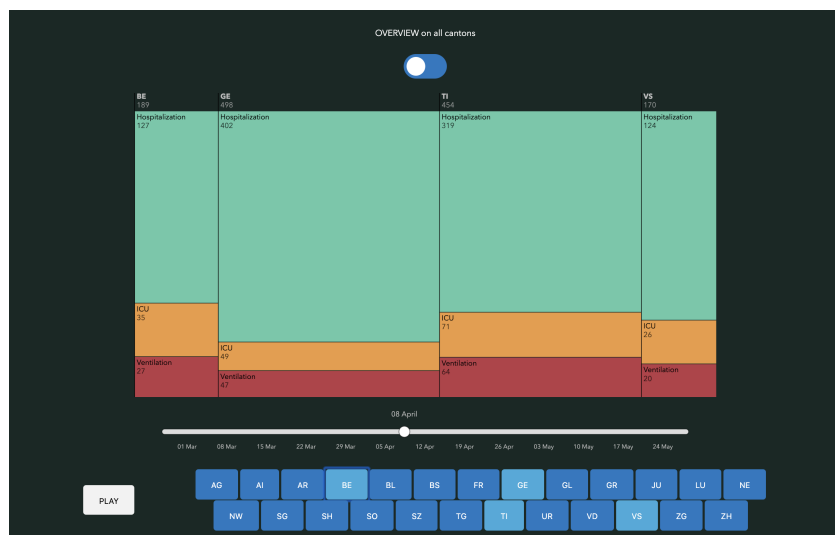 OVERVIEW on all cantons
BE
189
GE
498
TI
454
VS
170
Hospitalization
127
Hospitalization
402
Hospitalization
319
Hospitalization
124
ICU
35
ICU
49
ICU
71
ICU
26
Ventilation
27
Ventilation
47
Ventilation
64
Ventilation
20
08 April
01 Mar 08 Mar 15 Mar 22 Mar 29 Mar 05 Apr 12 Apr 19 Apr 26 Apr 03 May 10 May 17 May 24 May
PLAY
AG AI AR BE BL BS FR GE GL GR JU LU NE
NW SG SH SO SZ TG TI UR VD VS ZG ZH